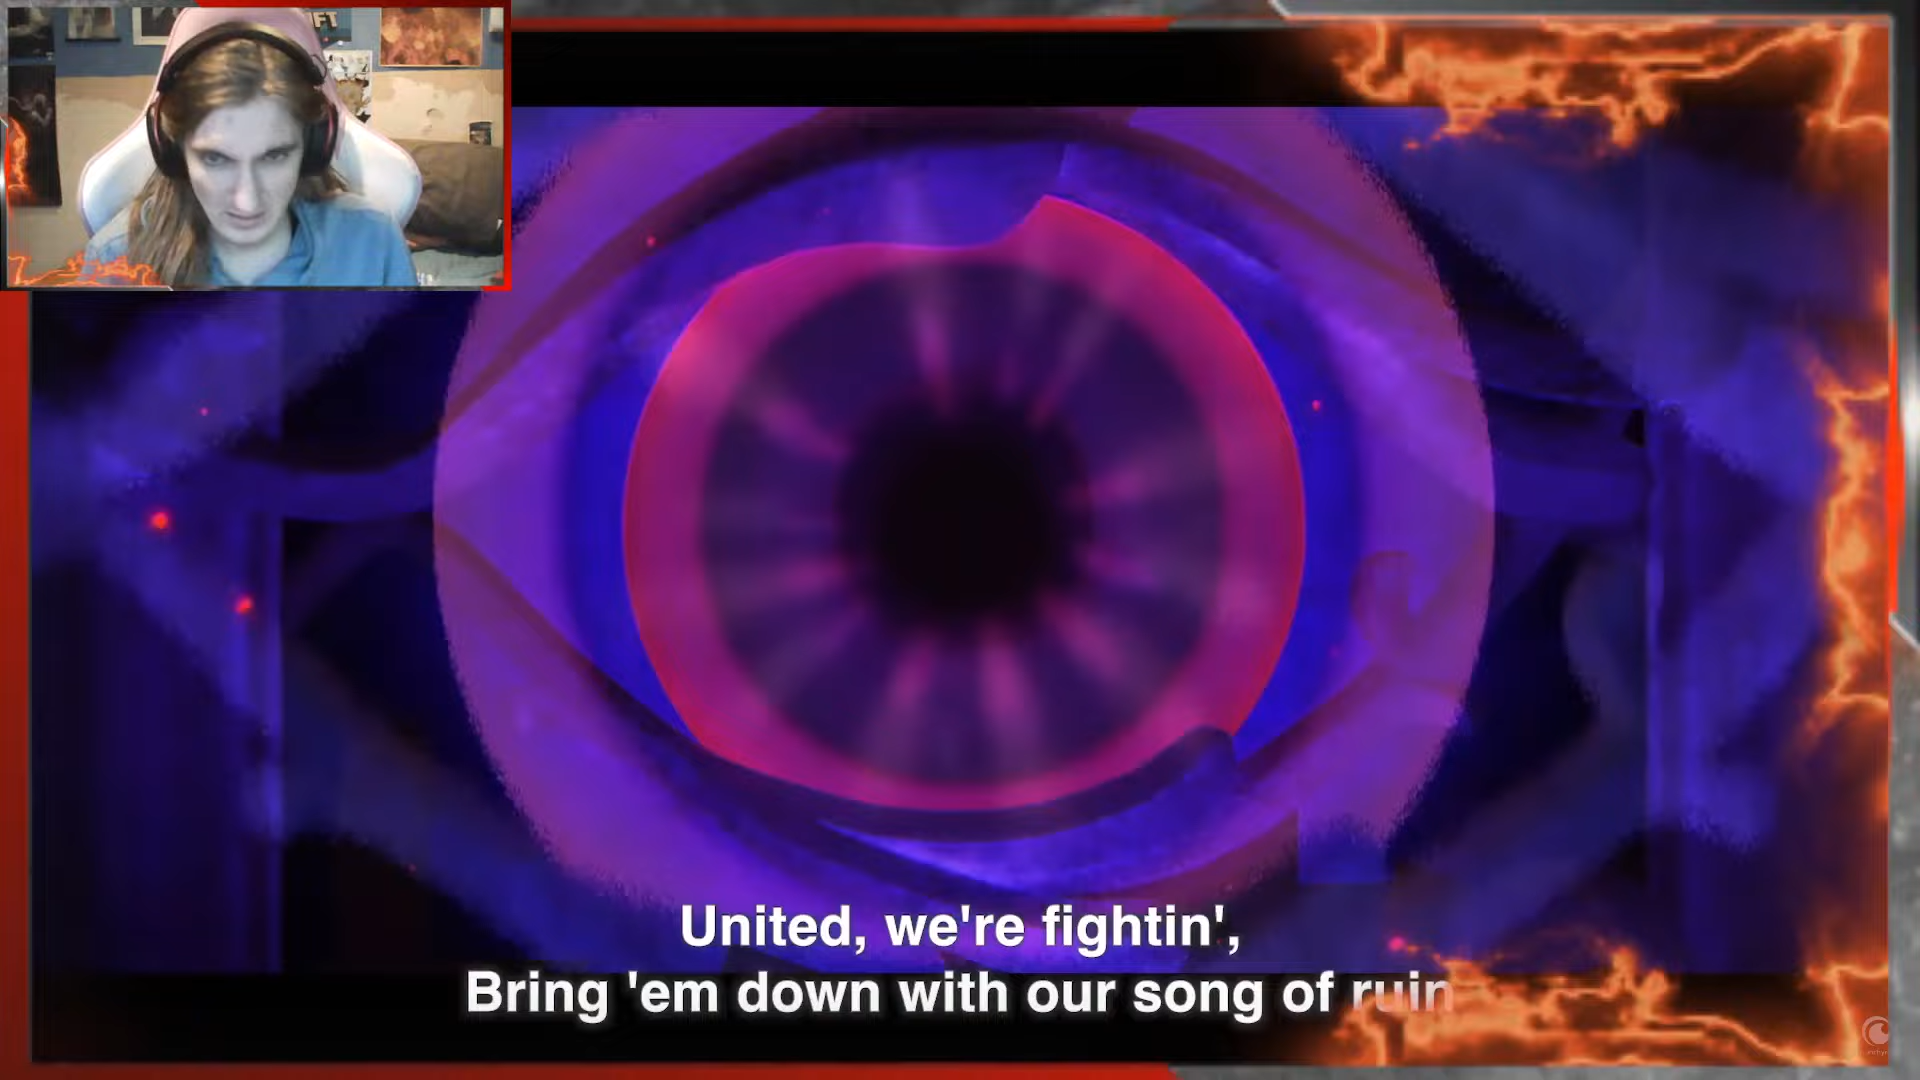 United, we're fightin',
Bring 'em down with our song of ruin